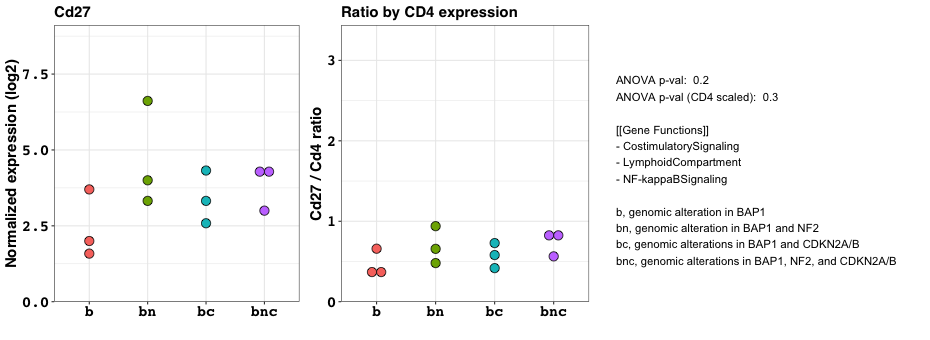 Cd27
Normalized expression (log2)
7.5
5.0
2.5
0.0
b bn bc bnc
Ratio by CD4 expression
Cd27 / Cd4 ratio
3
2
1
0
b bn bc bnc
ANOVA p-val: 0.2
ANOVA p-val (CD4 scaled): 0.3
[[Gene Functions]]
- CostimulatorySignaling
- LymphoidCompartment
- NF-kappaBSignaling
b, genomic alteration in BAP1
bn, genomic alteration in BAP1 and NF2
bc, genomic alterations in BAP1 and CDKN2A/B
bnc, genomic alterations in BAP1, NF2, and CDKN2A/B